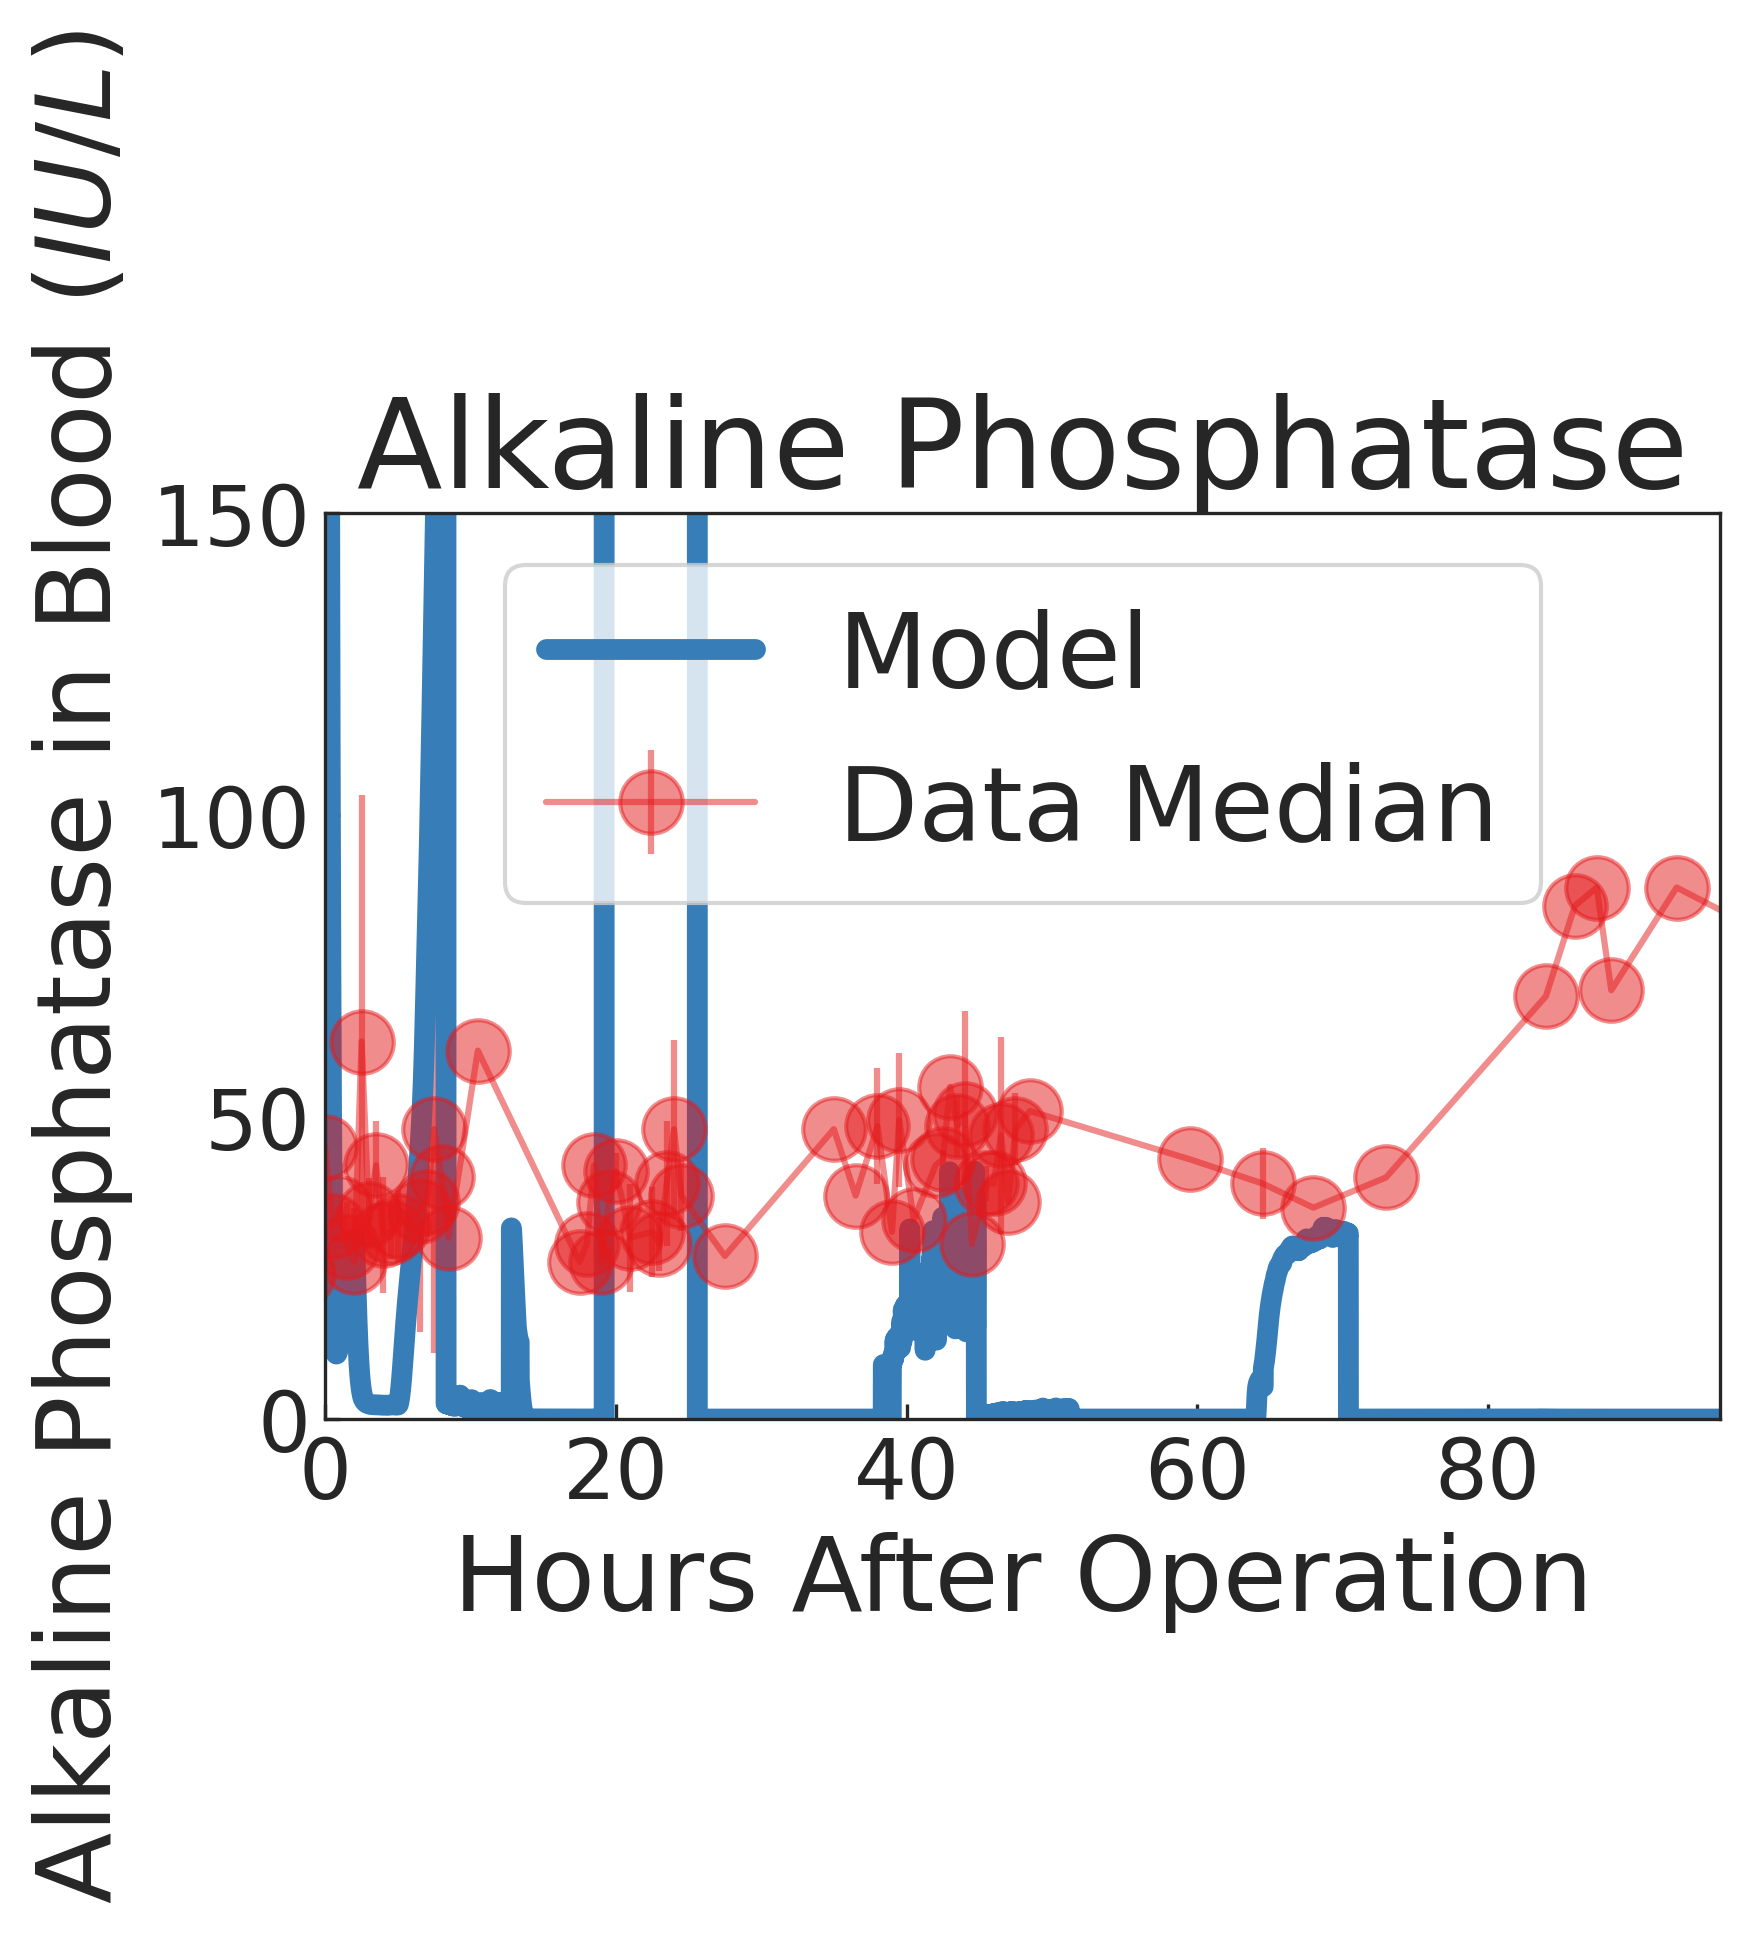 Alkaline Phosphatase
Alkaline Phosphatase in Blood (IU/L)
150
100
50
0
Model
Data Median
0 20 40 60 80
Hours After Operation